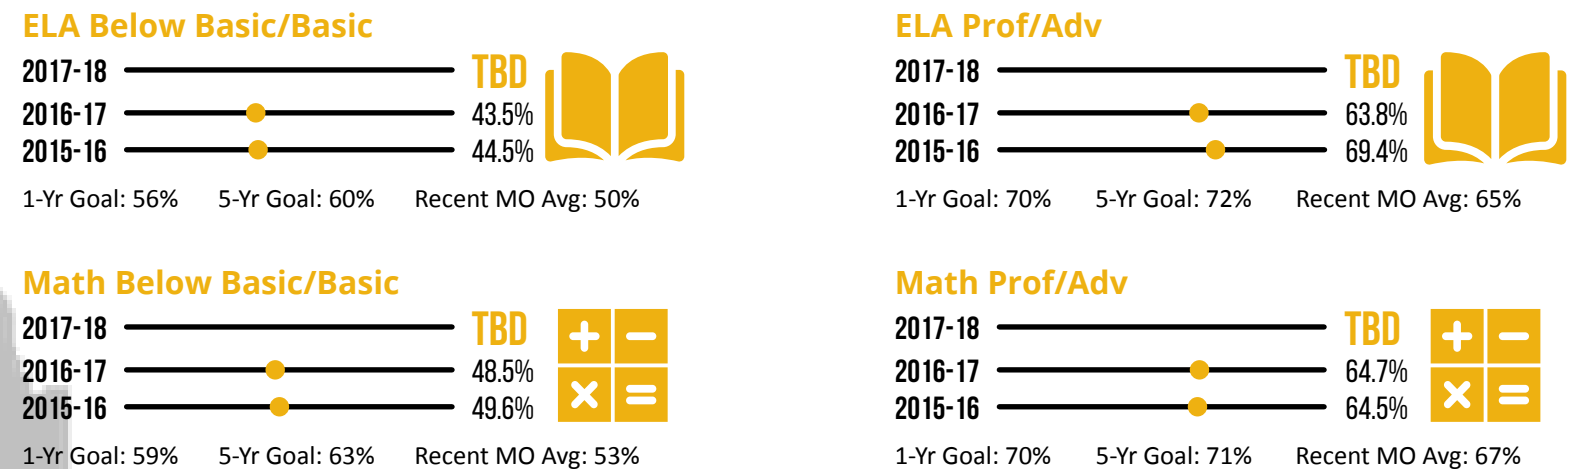 ELA Below Basic/Basic
2017-18 TBD
2016-17 43.5%
2015-16 44.5%
1-Yr Goal: 56% 5-Yr Goal: 60% Recent MO Avg: 50%
ELA Prof/Adv
2017-18 TBD
2016-17 63.8%
2015-16 69.4%
1-Yr Goal: 70% 5-Yr Goal: 72% Recent MO Avg: 65%
Math Below Basic/Basic
2017-18 TBD
2016-17 48.5%
2015-16 49.6%
1-Yr Goal: 59% 5-Yr Goal: 63% Recent MO Avg: 53%
Math Prof/Adv
2017-18 TBD
2016-17 64.7%
2015-16 64.5%
1-Yr Goal: 70% 5-Yr Goal: 71% Recent MO Avg: 67%